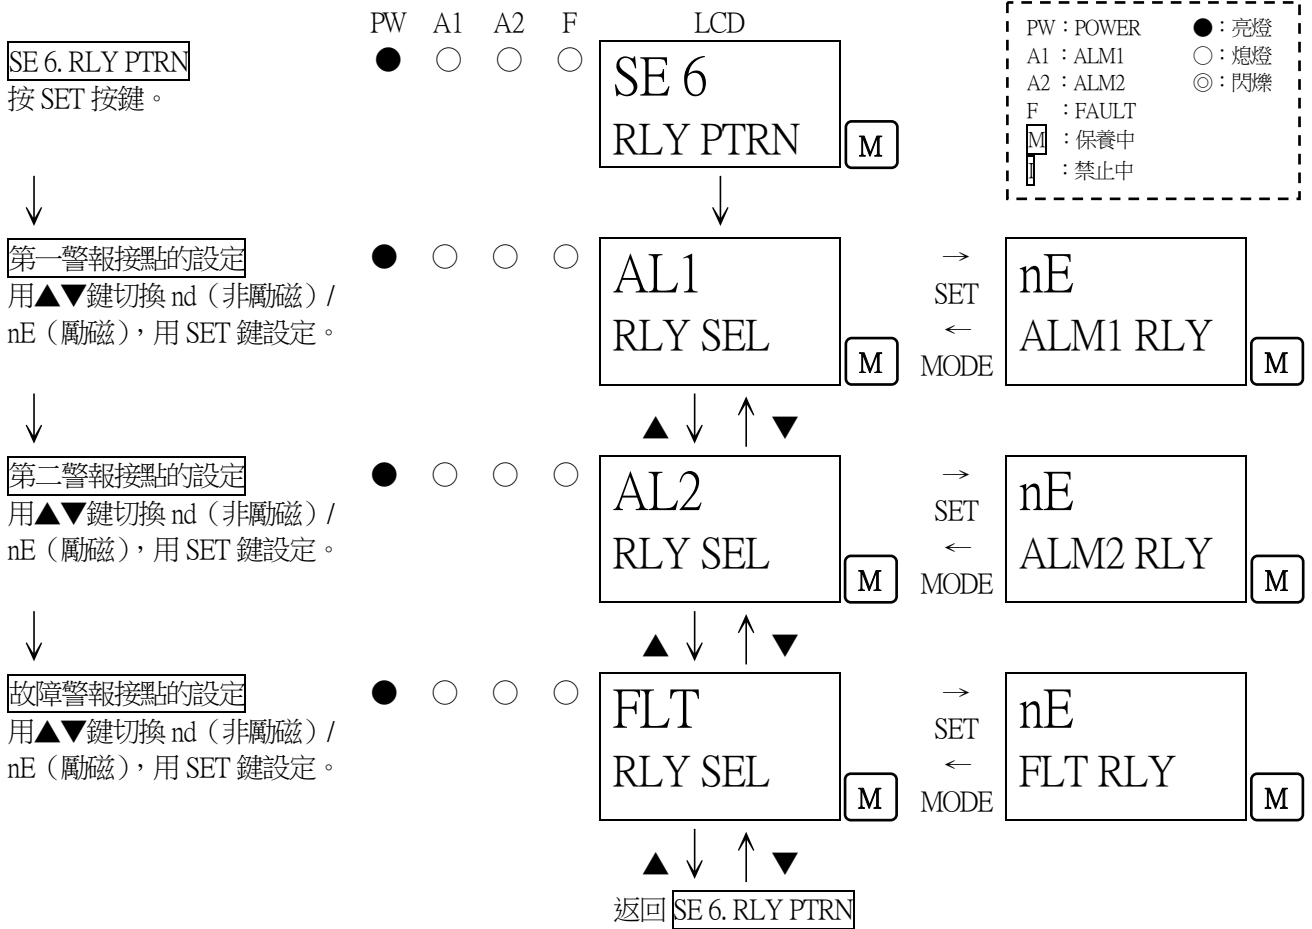 PW A1 A2 F LCD
PW：POWER ●：亮燈
A1：ALM1 ○：熄燈
A2：ALM2 ◎：閃爍
F ：FAULT
M ：保養中
I ：禁止中
SE 6. RLY PTRN
按 SET 按鍵。
● ○ ○ ○
SE 6
RLY PTRN
M
↓ ↓
第一警報接點的設定
用▲▼鍵切換 nd（非勵磁）/
nE（勵磁），用 SET 鍵設定。
● ○ ○ ○
AL1
RLY SEL
M
→
SET
←
MODE
nE
ALM1 RLY
M
↓ ▲ ↓ ↑ ▼
第二警報接點的設定
用▲▼鍵切換 nd（非勵磁）/
nE（勵磁），用 SET 鍵設定。
● ○ ○ ○
AL2
RLY SEL
M
→
SET
←
MODE
nE
ALM2 RLY
M
↓ ▲ ↓ ↑ ▼
故障警報接點的設定
用▲▼鍵切換 nd（非勵磁）/
nE（勵磁），用 SET 鍵設定。
● ○ ○ ○
FLT
RLY SEL
M
→
SET
←
MODE
nE
FLT RLY
M
▲ ↓ ↑ ▼
返回 SE 6. RLY PTRN